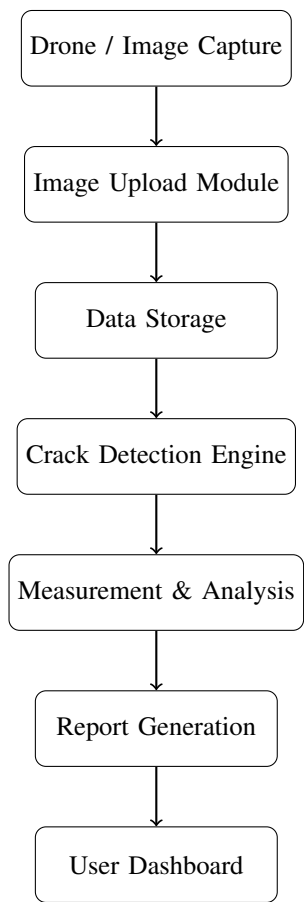 Drone / Image Capture
Image Upload Module
Data Storage
Crack Detection Engine
Measurement & Analysis
Report Generation
User Dashboard